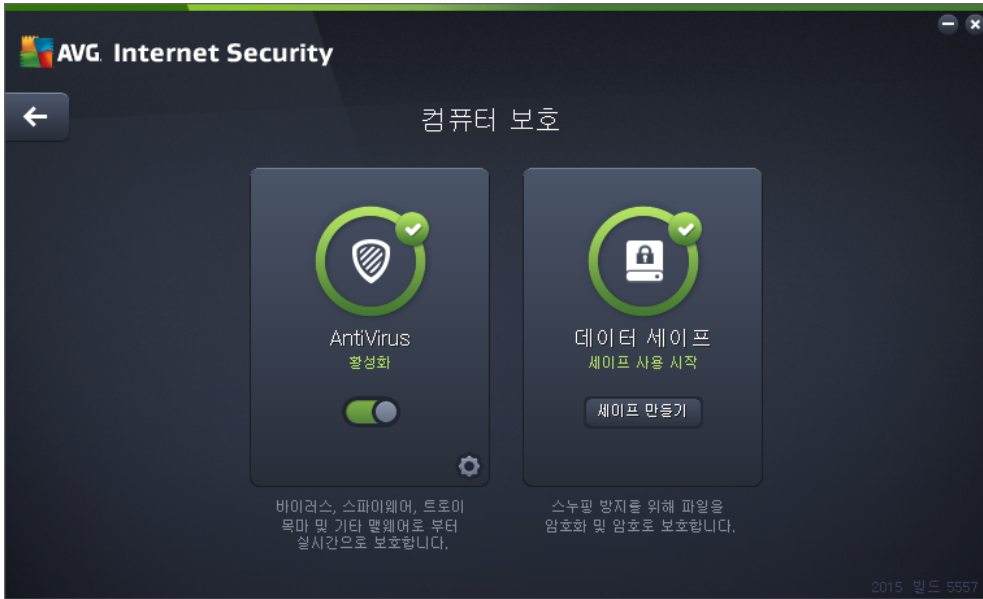 AVG. Internet Security
컴퓨터 보호
AntiVirus
활성화
바이러스, 스파이웨어, 트로이
목마 및 기타 맬웨어로 부터
실시간으로 보호합니다.
데이터 세이프
세이프 사용 시작
세이프 만들기
스누핑 방지를 위해 파일을
암호화 및 암호로 보호합니다.
2015 빌드 5557